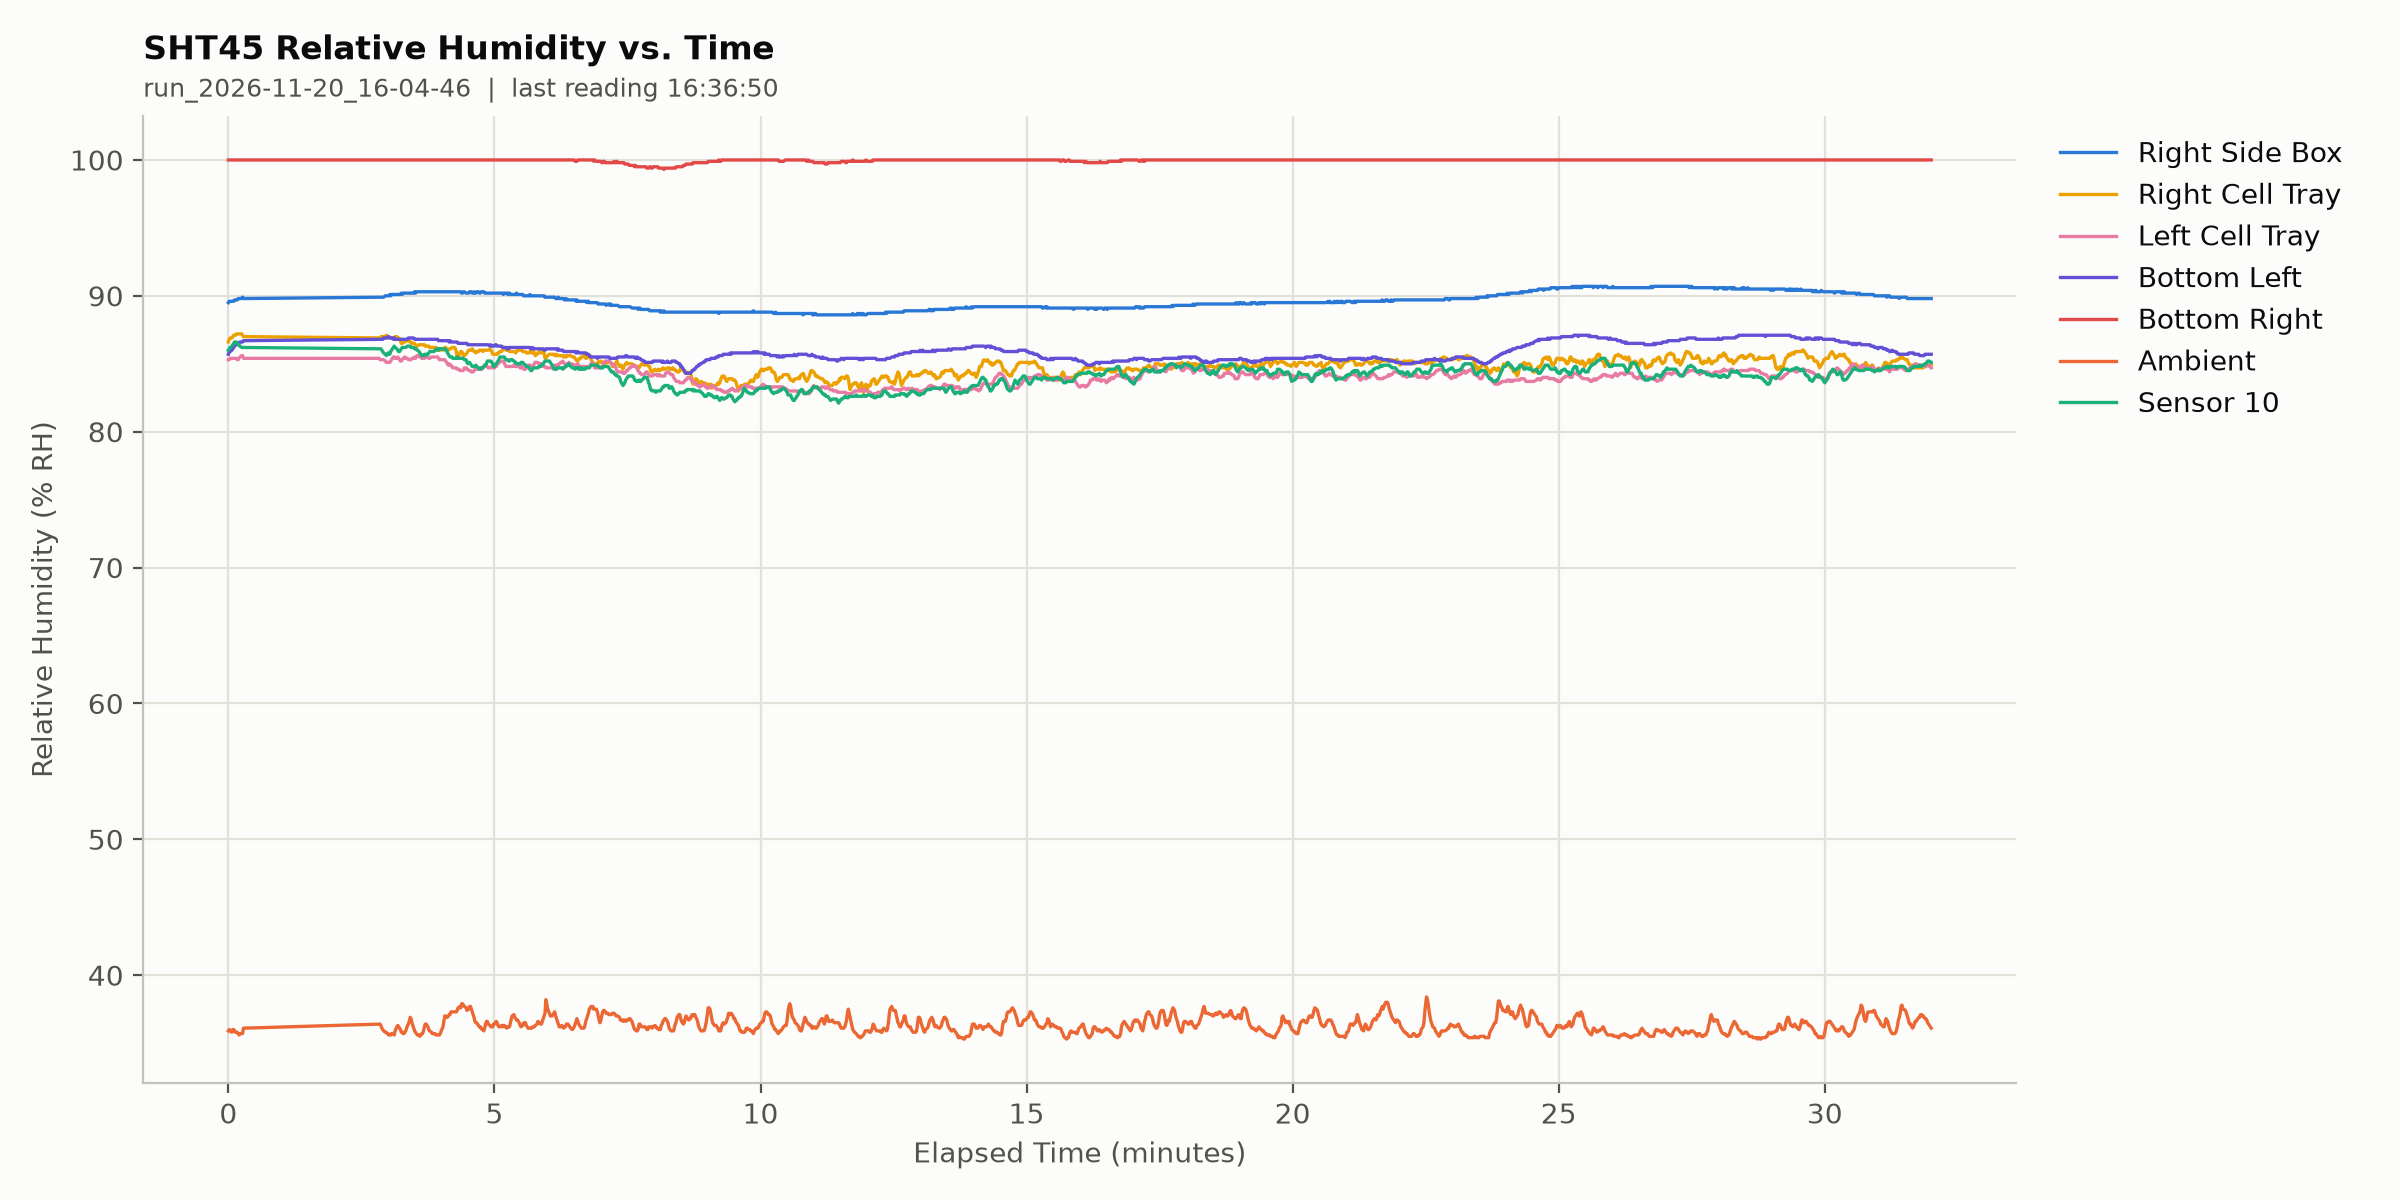 SHT45 Relative Humidity vs. Time
run_2026-11-20_16-04-46 | last reading 16:36:50
Relative Humidity (% RH)
100
90
80
70
60
50
40
0 5 10 15 20 25 30
Elapsed Time (minutes)
Right Side Box
Right Cell Tray
Left Cell Tray
Bottom Left
Bottom Right
Ambient
Sensor 10